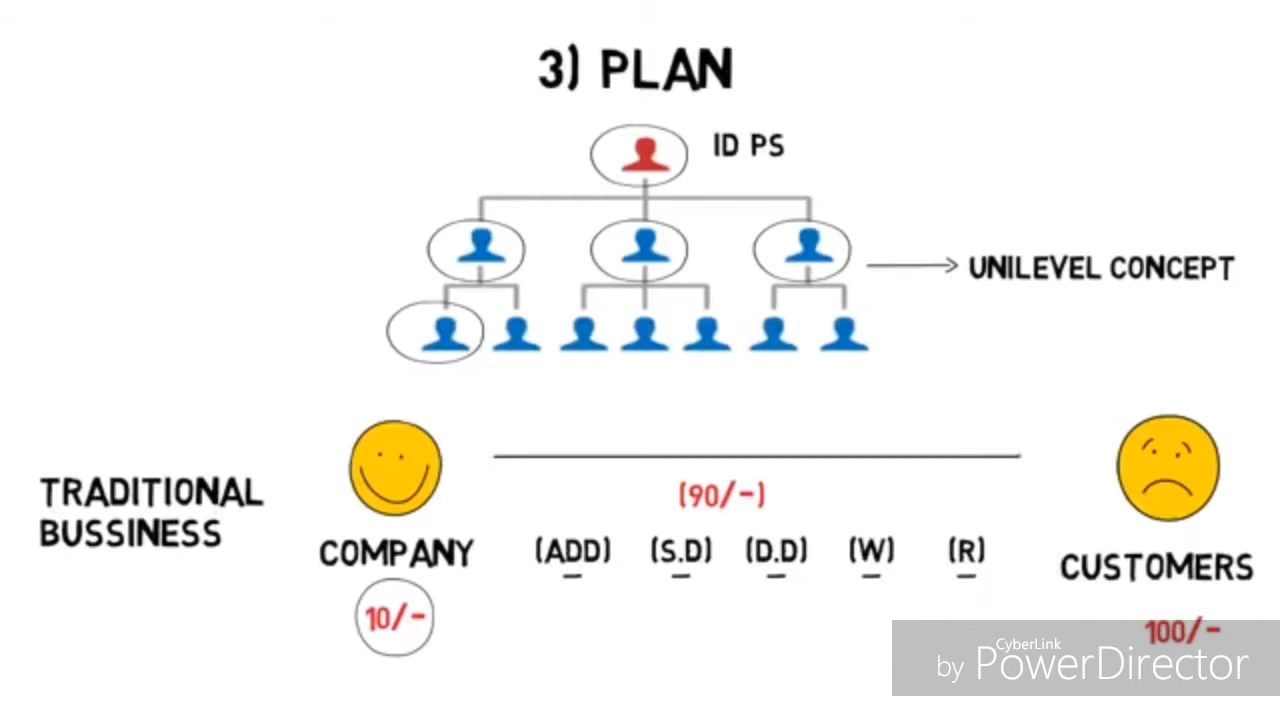 3) PLAN
ID PS
UNILEVEL CONCEPT
TRADITIONAL
BUSSINESS
COMPANY
10/-
(90/-)
(ADD) (S.D) (D.D) (W) (R)
CUSTOMERS
100/-
CyberLink
by PowerDirector